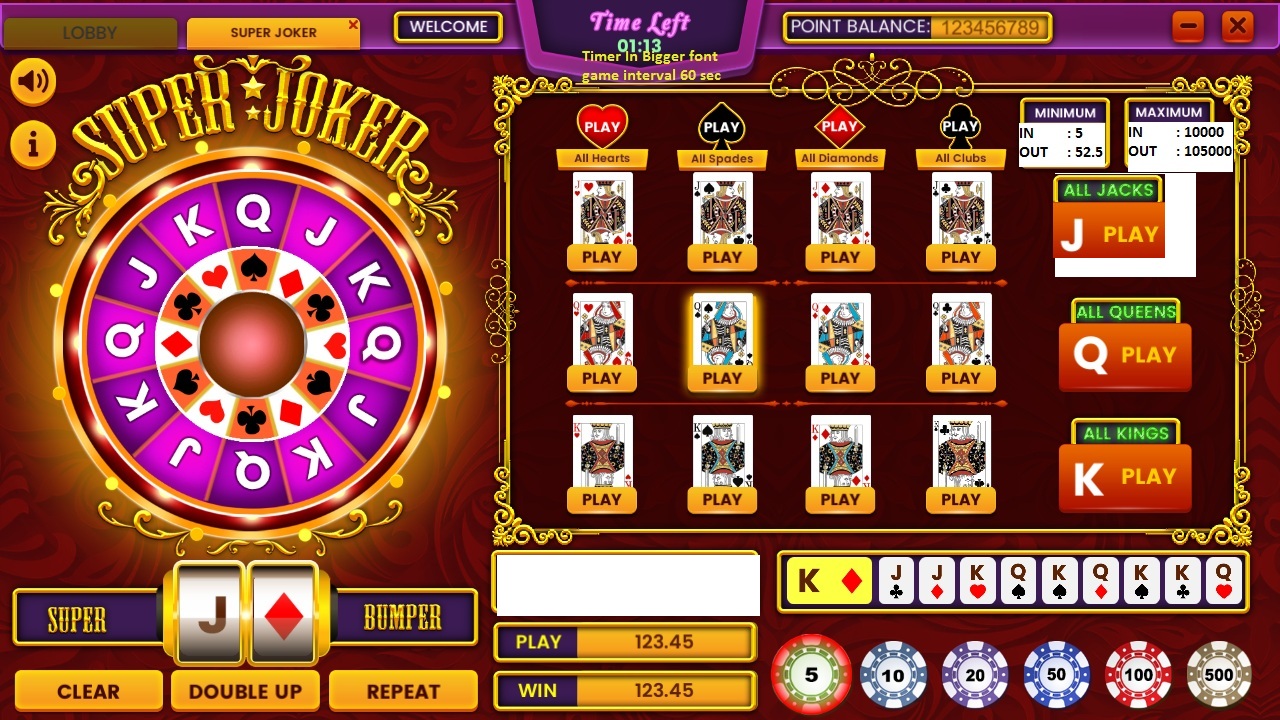 LOBBY
SUPER JOKER
×
WELCOME
Time Left
01:13
Timer In Bigger font
game interval 60 sec
POINT BALANCE: 123456789
SUPER JOKER
i
K Q J K Q J K Q J K Q J
PLAY PLAY PLAY PLAY
All Hearts All Spades All Diamonds All Clubs
MINIMUM
IN : 5
OUT : 52.5
MAXIMUM
IN : 10000
OUT : 105000
J J J J
PLAY PLAY PLAY PLAY
ALL JACKS
J PLAY
Q Q Q Q
PLAY PLAY PLAY PLAY
ALL QUEENS
Q PLAY
K K K K
PLAY PLAY PLAY PLAY
ALL KINGS
K PLAY
SUPER J♦ BUMPER
K♦ J♣ J♦ K♥ Q♠ K♠ Q♦ K♠ K♣ Q♥
PLAY 123.45
WIN 123.45
CLEAR DOUBLE UP REPEAT
5 10 20 50 100 500